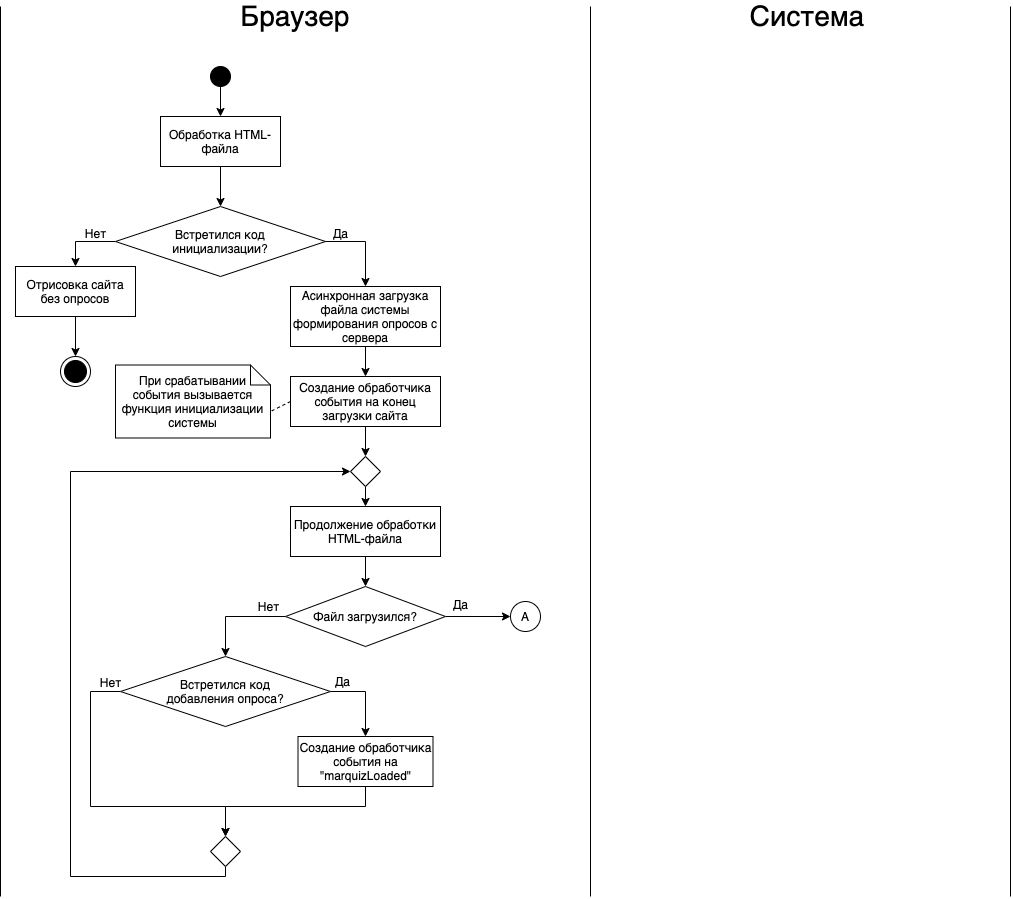 Браузер
Система
Обработка HTML-
файла
Встретился код
инициализации?
Нет
Да
Отрисовка сайта
без опросов
Асинхронная загрузка
файла системы
формирования опросов с
сервера
При срабатывании
события вызывается
функция инициализации
системы
Создание обработчика
события на конец
загрузки сайта
Продолжение обработки
HTML-файла
Файл загрузился?
Нет
Да
А
Встретился код
добавления опроса?
Нет
Да
Создание обработчика
события на
"marquizLoaded"